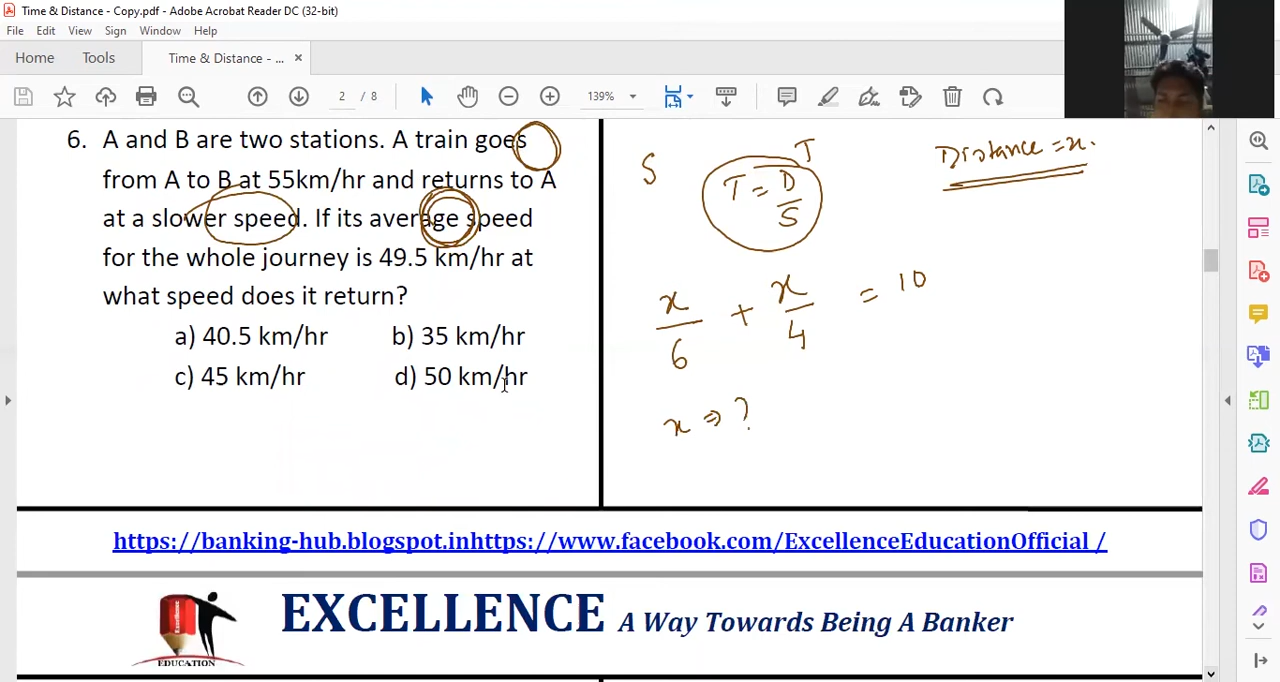 Time & Distance - Copy.pdf - Adobe Acrobat Reader DC (32-bit)
File Edit View Sign Window Help
Home Tools Time & Distance - ... ×
2 / 8 139%
6. A and B are two stations. A train goes
from A to B at 55km/hr and returns to A
at a slower speed. If its average speed
for the whole journey is 49.5 km/hr at
what speed does it return?
a) 40.5 km/hr b) 35 km/hr
c) 45 km/hr d) 50 km/hr
S T
T = D/S
Distance = x.
x/6 + x/4 = 10
x ⇒ ?
https://banking-hub.blogspot.inhttps://www.facebook.com/ExcellenceEducationOfficial /
Excellence
EDUCATION
EXCELLENCE A Way Towards Being A Banker